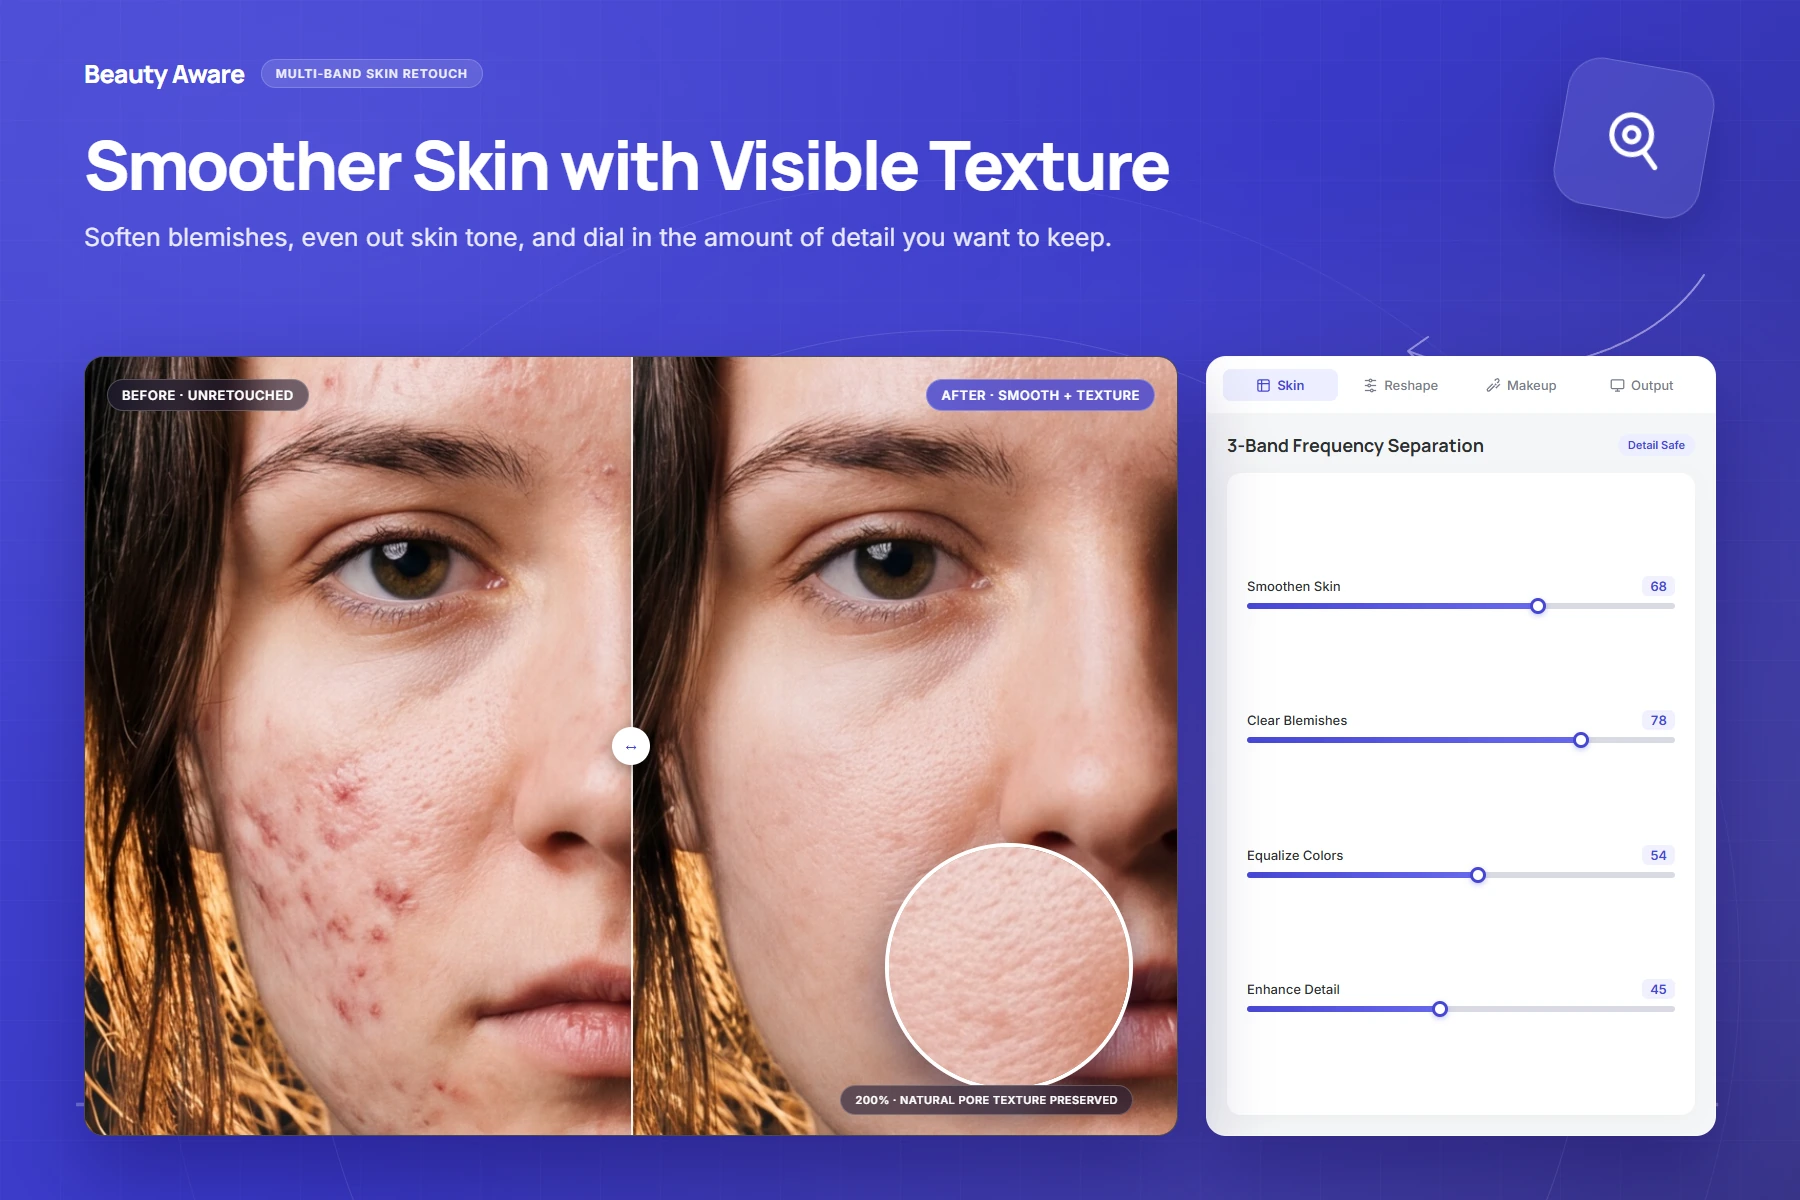 Beauty Aware
MULTI-BAND SKIN RETOUCH
Smoother Skin with Visible Texture
Soften blemishes, even out skin tone, and dial in the amount of detail you want to keep.
BEFORE · UNRETOUCHED
AFTER · SMOOTH + TEXTURE
200% · NATURAL PORE TEXTURE PRESERVED
Skin
Reshape
Makeup
Output
3-Band Frequency Separation
Detail Safe
Smoothen Skin
68
Clear Blemishes
78
Equalize Colors
54
Enhance Detail
45